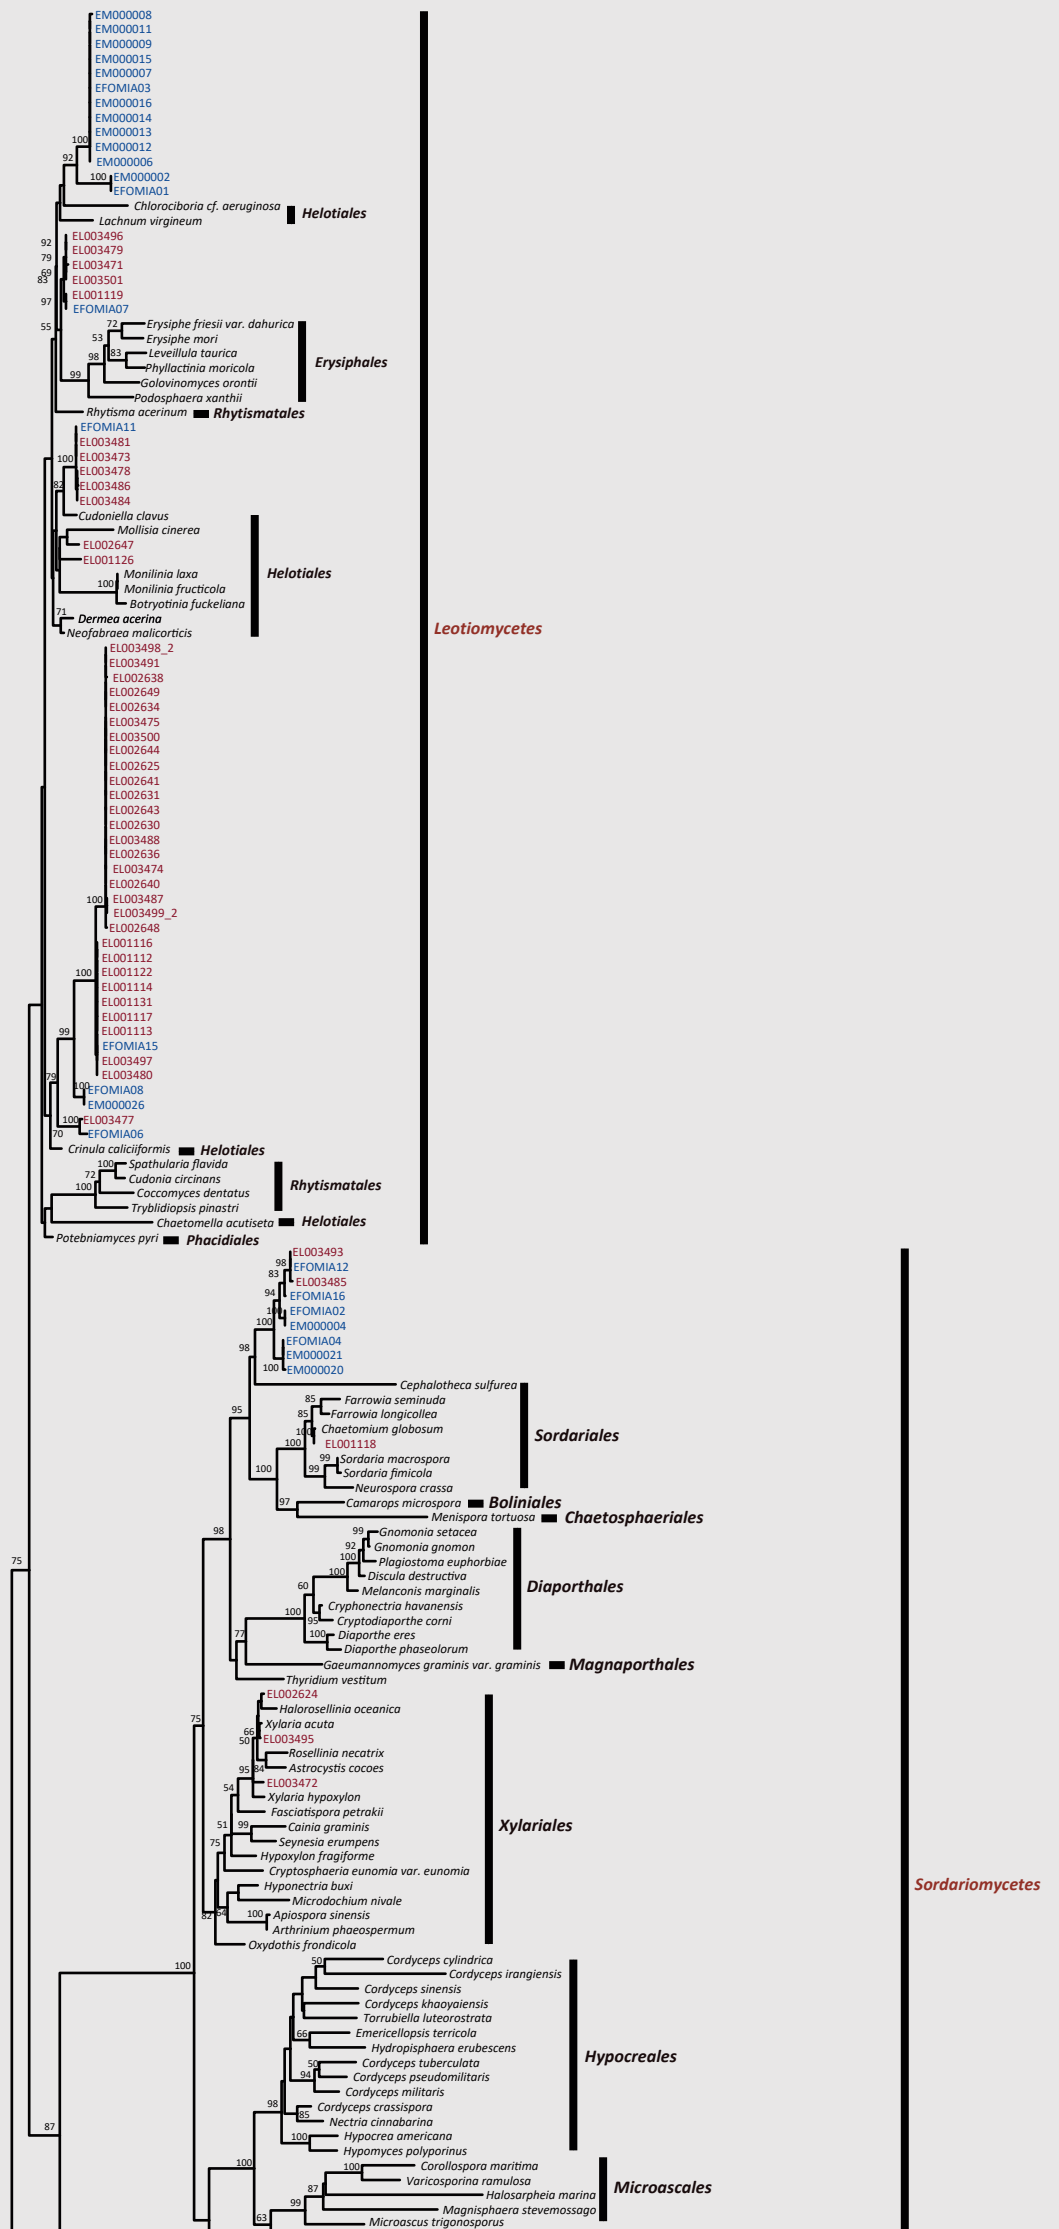 EM000008
EM000011
EM000009
EM000015
EM000007
EFOMIA03
EM000016
EM000014
EM000013
100 EM000012
92 EM000006
100 EM000002
EFOMIA01
Chlorociboria cf. aeruginosa
Helotiales
Lachnum virgineum
EL003496
92 EL003479
79 EL003471
69
83 EL003501
EL001119
97 EFOMIA07
55 72 Erysiphe friesii var. dahurica
53 Erysiphe mori
83 Leveillula taurica
98 Phyllactinia moricola
Erysiphales
99 Golovinomyces orontii
Podosphaera xanthii
Rhytisma acerinum Rhytismatales
EFOMIA11
EL003481
100 EL003473
EL003478
82 EL003486
EL003484
Cudoniella clavus
Mollisia cinerea
EL002647
EL001126
Monilinia laxa
Helotiales
100 Monilinia fructicola
Botryotinia fuckeliana
71 Dermea acerina
Neofabraea malicorticis
Leotiomycetes
EL003498_2
EL003491
EL002638
EL002649
EL002634
EL003475
EL003500
EL002644
EL002625
EL002641
EL002631
EL002643
EL002630
EL003488
EL002636
EL003474
EL002640
100 EL003487
EL003499_2
EL002648
EL001116
EL001112
100 EL001122
EL001114
EL001131
EL001117
99 EL001113
EFOMIA15
EL003497
79 EL003480
100 EFOMIA08
EM000026
100 EL003477
70 EFOMIA06
Crinula caliciiformis Helotiales
100 Spathularia flavida
72 Cudonia circinans
100 Coccomyces dentatus
Rhytismatales
Tryblidiopsis pinastri
Chaetomella acutiseta Helotiales
Potebniamyces pyri Phacidiales
EL003493
98 EFOMIA12
83 EL003485
94 EFOMIA16
100 EFOMIA02
100 EM000004
EFOMIA04
98 EM000021
100 EM000020
Cephalotheca sulfurea
85 Farrowia seminuda
95 85 Farrowia longicollea
100 Chaetomium globosum
Sordariales
100 EL001118
99 Sordaria macrospora
100 99 Sordaria fimicola
Neurospora crassa
97 Camarops microspora Boliniales
Menispora tortuosa Chaetosphaeriales
98 99 Gnomonia setacea
92 Gnomonia gnomon
75 100 Plagiostoma euphorbiae
100 Discula destructiva
60 Melanconis marginalis
Diaporthales
100 Cryphonectria havanensis
95 Cryptodiaporthe corni
77 100 Diaporthe eres
Diaporthe phaseolorum
Gaeumannomyces graminis var. graminis Magnaporthales
Thyridium vestitum
EL002624
Halorosellinia oceanica
75 Xylaria acuta
66
50 EL003495
Rosellinia necatrix
95 84 Astrocystis cocoes
54 EL003472
Xylaria hypoxylon
Fasciatispora petrakii
51 99 Cainia graminis
Xylariales
75 Seynesia erumpens
Hypoxylon fragiforme
Cryptosphaeria eunomia var. eunomia
Hyponectria buxi
Sordariomycetes
Microdochium nivale
82 64 100 Apiospora sinensis
Arthrinium phaeospermum
Oxydothis frondicola
100 50 Cordyceps cylindrica
Cordyceps irangiensis
Cordyceps sinensis
Cordyceps khaoyaiensis
Torrubiella luteorostrata
66 Emericellopsis terricola
Hydropisphaera erubescens
Hypocreales
50 Cordyceps tuberculata
94 Cordyceps pseudomilitaris
Cordyceps militaris
98 Cordyceps crassispora
85 Nectria cinnabarina
87 100 Hypocrea americana
Hypomyces polyporinus
100 100 Corollospora maritima
Varicosporina ramulosa
Microascales
87 Halosarpheia marina
99 Magnisphaera stevemossago
63 Microascus trigonosporus